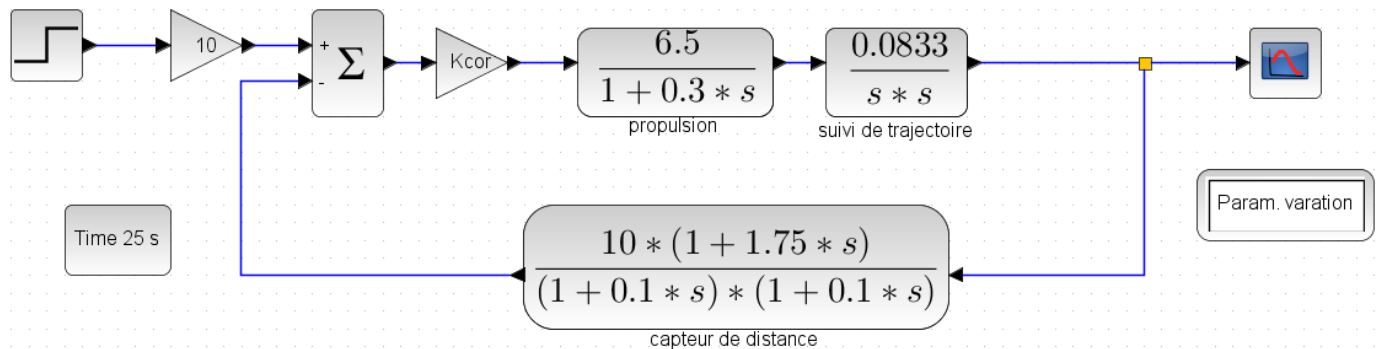 10
+
-
Σ
Kcor
6.5
1 + 0.3 * s
propulsion
0.0833
s * s
suivi de trajectoire
Param. varation
Time 25 s
10 * (1 + 1.75 * s)
(1 + 0.1 * s) * (1 + 0.1 * s)
capteur de distance